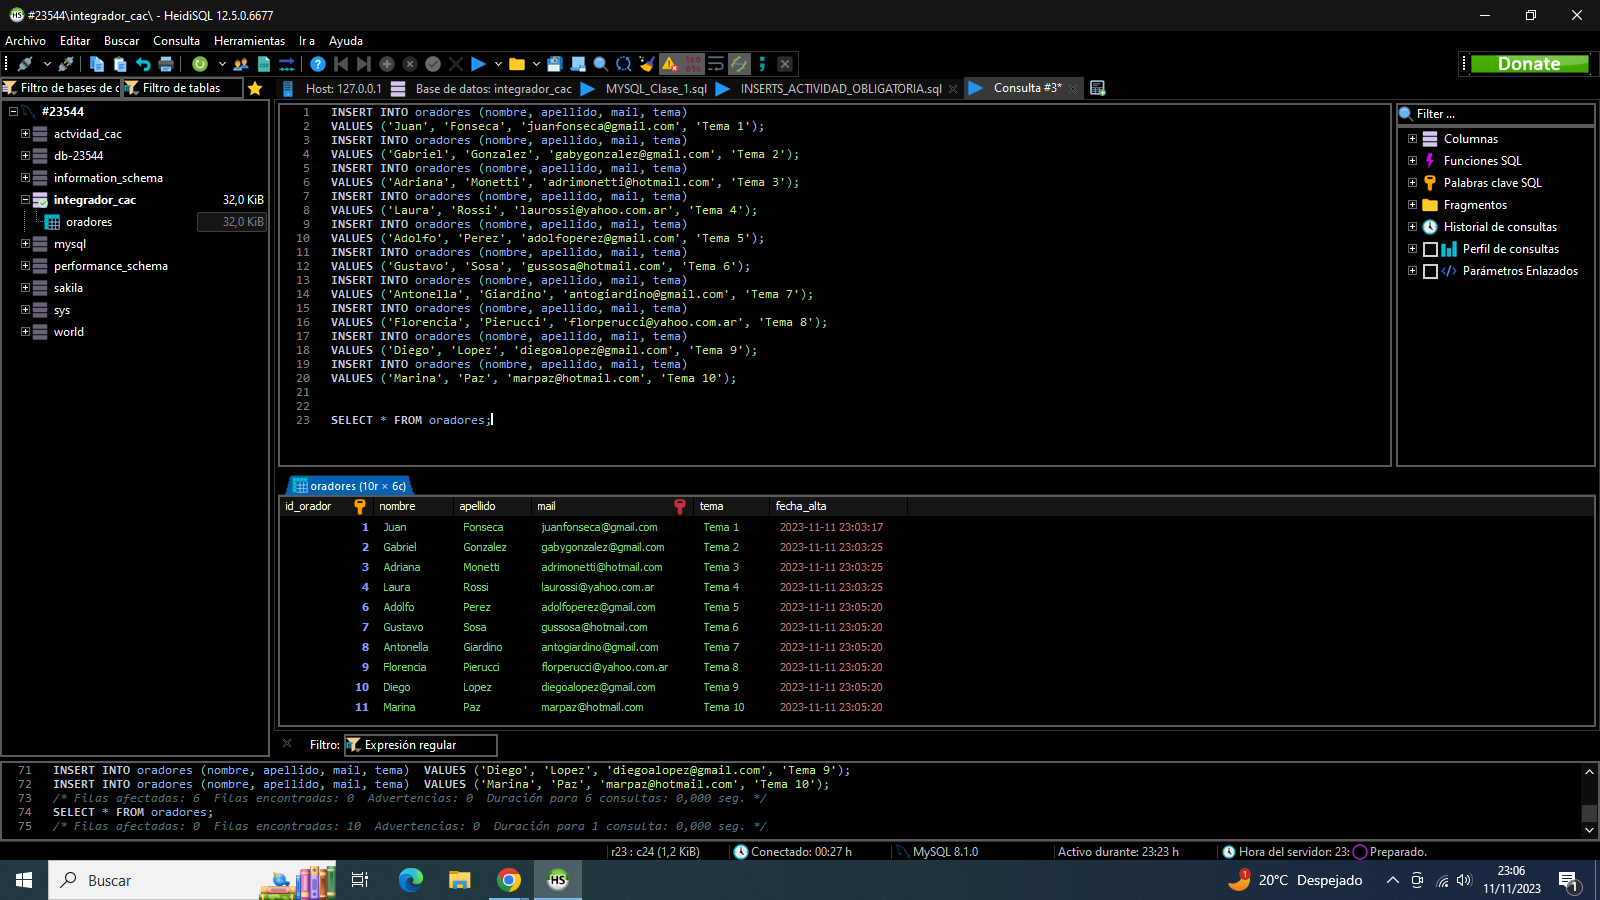 #23544\integrador_cac\ - HeidiSQL 12.5.0.6677
Archivo Editar Buscar Consulta Herramientas Ir a Ayuda
Donate
Filtro de bases de d Filtro de tablas
Host: 127.0.0.1 Base de datos: integrador_cac MYSQL_Clase_1.sql INSERTS_ACTIVIDAD_OBLIGATORIA.sql Consulta #3*
#23544
actvidad_cac
db-23544
information_schema
integrador_cac 32,0 KiB
oradores 32,0 KiB
mysql
performance_schema
sakila
sys
world
1 INSERT INTO oradores (nombre, apellido, mail, tema)
2 VALUES ('Juan', 'Fonseca', 'juanfonseca@gmail.com', 'Tema 1');
3 INSERT INTO oradores (nombre, apellido, mail, tema)
4 VALUES ('Gabriel', 'Gonzalez', 'gabygonzalez@gmail.com', 'Tema 2');
5 INSERT INTO oradores (nombre, apellido, mail, tema)
6 VALUES ('Adriana', 'Monetti', 'adrimonetti@hotmail.com', 'Tema 3');
7 INSERT INTO oradores (nombre, apellido, mail, tema)
8 VALUES ('Laura', 'Rossi', 'laurossi@yahoo.com.ar', 'Tema 4');
9 INSERT INTO oradores (nombre, apellido, mail, tema)
10 VALUES ('Adolfo', 'Perez', 'adolfoperez@gmail.com', 'Tema 5');
11 INSERT INTO oradores (nombre, apellido, mail, tema)
12 VALUES ('Gustavo', 'Sosa', 'gussosa@hotmail.com', 'Tema 6');
13 INSERT INTO oradores (nombre, apellido, mail, tema)
14 VALUES ('Antonella', 'Giardino', 'antogiardino@gmail.com', 'Tema 7');
15 INSERT INTO oradores (nombre, apellido, mail, tema)
16 VALUES ('Florencia', 'Pierucci', 'florperucci@yahoo.com.ar', 'Tema 8');
17 INSERT INTO oradores (nombre, apellido, mail, tema)
18 VALUES ('Diego', 'Lopez', 'diegoalopez@gmail.com', 'Tema 9');
19 INSERT INTO oradores (nombre, apellido, mail, tema)
20 VALUES ('Marina', 'Paz', 'marpaz@hotmail.com', 'Tema 10');
21
22
23 SELECT * FROM oradores;
Filter ...
Columnas
Funciones SQL
Palabras clave SQL
Fragmentos
Historial de consultas
Perfil de consultas
Parámetros Enlazados
oradores (10r × 6c)
id_orador nombre apellido mail tema fecha_alta
1 Juan Fonseca juanfonseca@gmail.com Tema 1 2023-11-11 23:03:17
2 Gabriel Gonzalez gabygonzalez@gmail.com Tema 2 2023-11-11 23:03:25
3 Adriana Monetti adrimonetti@hotmail.com Tema 3 2023-11-11 23:03:25
4 Laura Rossi laurossi@yahoo.com.ar Tema 4 2023-11-11 23:03:25
6 Adolfo Perez adolfoperez@gmail.com Tema 5 2023-11-11 23:05:20
7 Gustavo Sosa gussosa@hotmail.com Tema 6 2023-11-11 23:05:20
8 Antonella Giardino antogiardino@gmail.com Tema 7 2023-11-11 23:05:20
9 Florencia Pierucci florperucci@yahoo.com.ar Tema 8 2023-11-11 23:05:20
10 Diego Lopez diegoalopez@gmail.com Tema 9 2023-11-11 23:05:20
11 Marina Paz marpaz@hotmail.com Tema 10 2023-11-11 23:05:20
Filtro: Expresión regular
71 INSERT INTO oradores (nombre, apellido, mail, tema) VALUES ('Diego', 'Lopez', 'diegoalopez@gmail.com', 'Tema 9');
72 INSERT INTO oradores (nombre, apellido, mail, tema) VALUES ('Marina', 'Paz', 'marpaz@hotmail.com', 'Tema 10');
73 /* Filas afectadas: 6 Filas encontradas: 0 Advertencias: 0 Duración para 6 consultas: 0,000 seg. */
74 SELECT * FROM oradores;
75 /* Filas afectadas: 0 Filas encontradas: 10 Advertencias: 0 Duración para 1 consulta: 0,000 seg. */
r23 : c24 (1,2 KiB) Conectado: 00:27 h MySQL 8.1.0 Activo durante: 23:23 h Hora del servidor: 23: Preparado.
Buscar
HS
1 20°C Despejado
23:06
11/11/2023
1